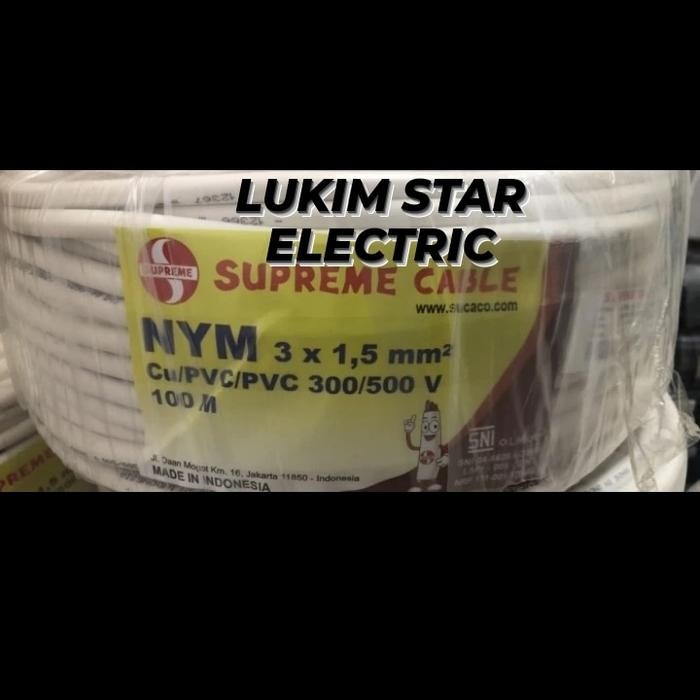 LUKIM STAR
ELECTRIC
SUPREME
SUPREME CABLE
www.sucaco.com
NYM 3 x 1,5 mm²
Cu/PVC/PVC 300/500 V
100 M
Jl. Daan Mogot Km. 16, Jakarta 11850 - Indonesia
MADE IN INDONESIA
SNI